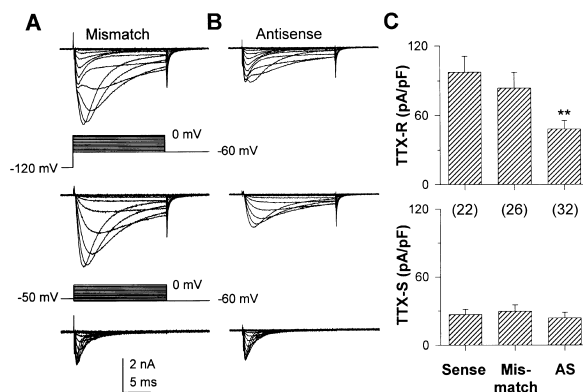 A
B
C
Mismatch
Antisense
0 mV
-120 mV
-60 mV
0 mV
-50 mV
-60 mV
2 nA
5 ms
120
60
0
TTX-R (pA/pF)
**
(22)
(26)
(32)
120
60
0
TTX-S (pA/pF)
Sense
Mis-
match
AS